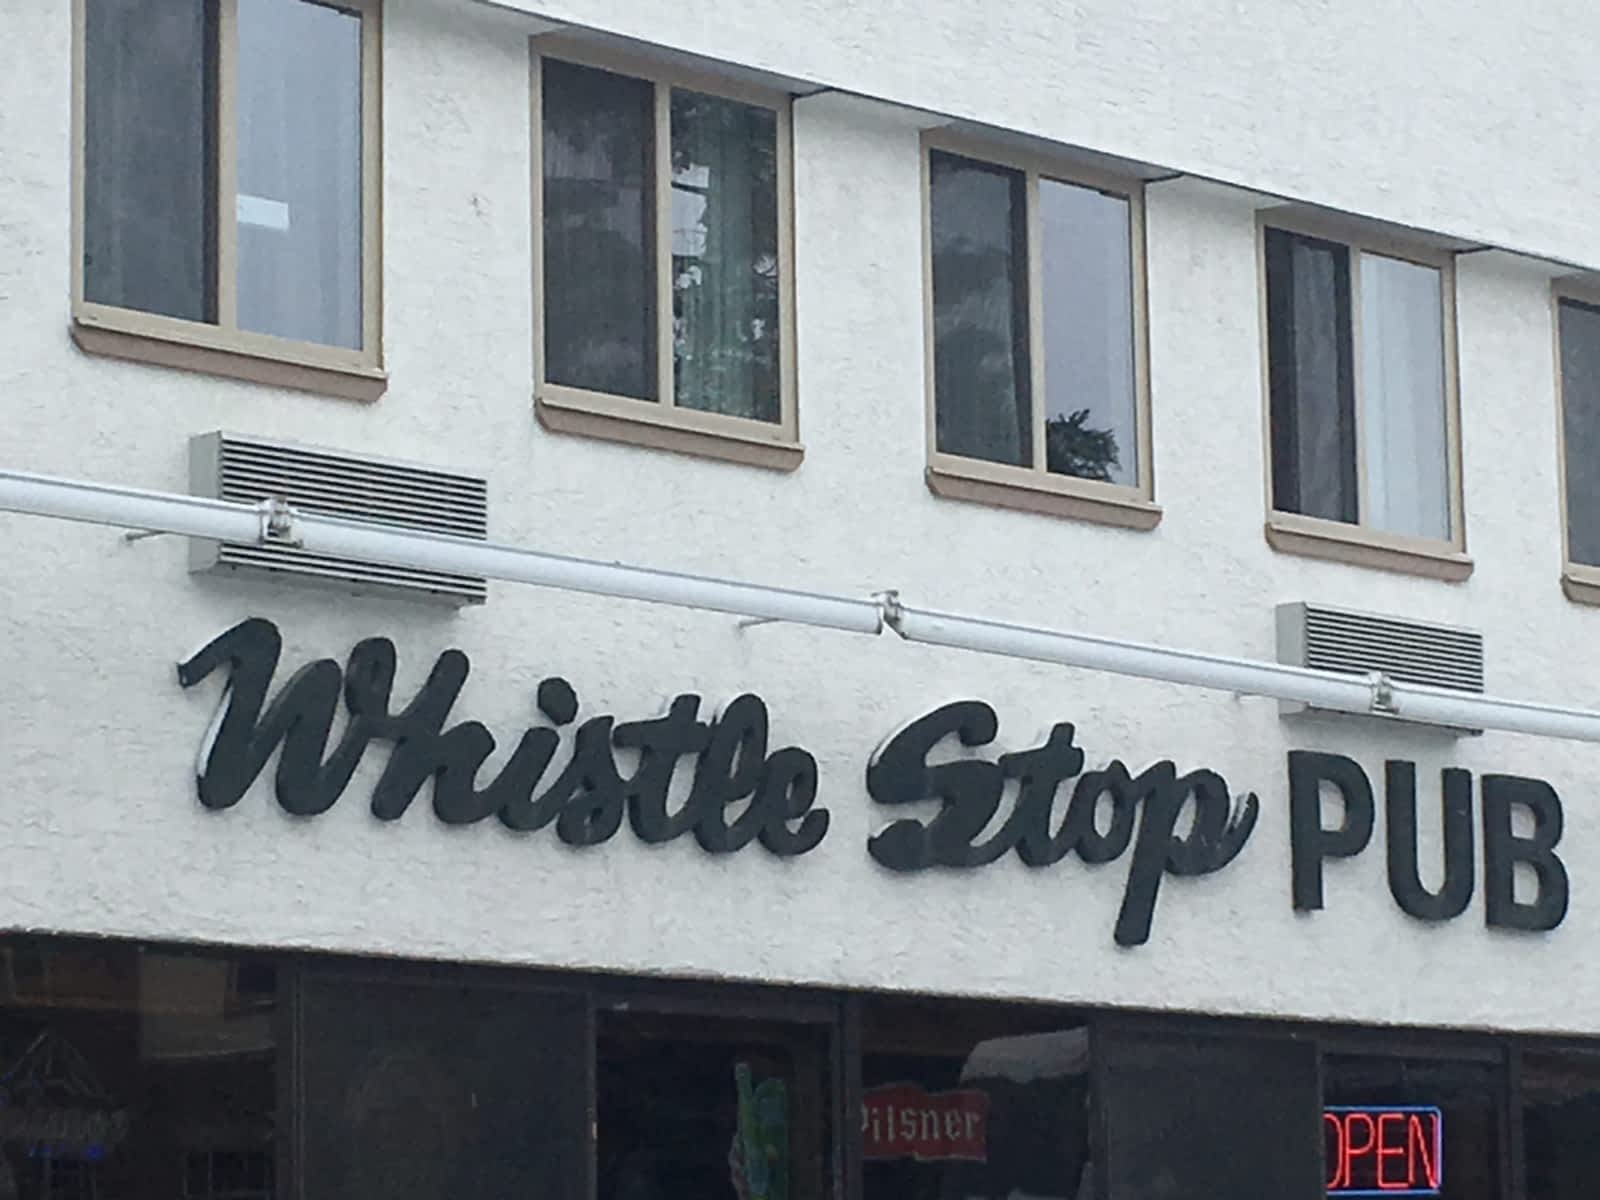 Whistle Stop PUB
Pilsner
OPEN